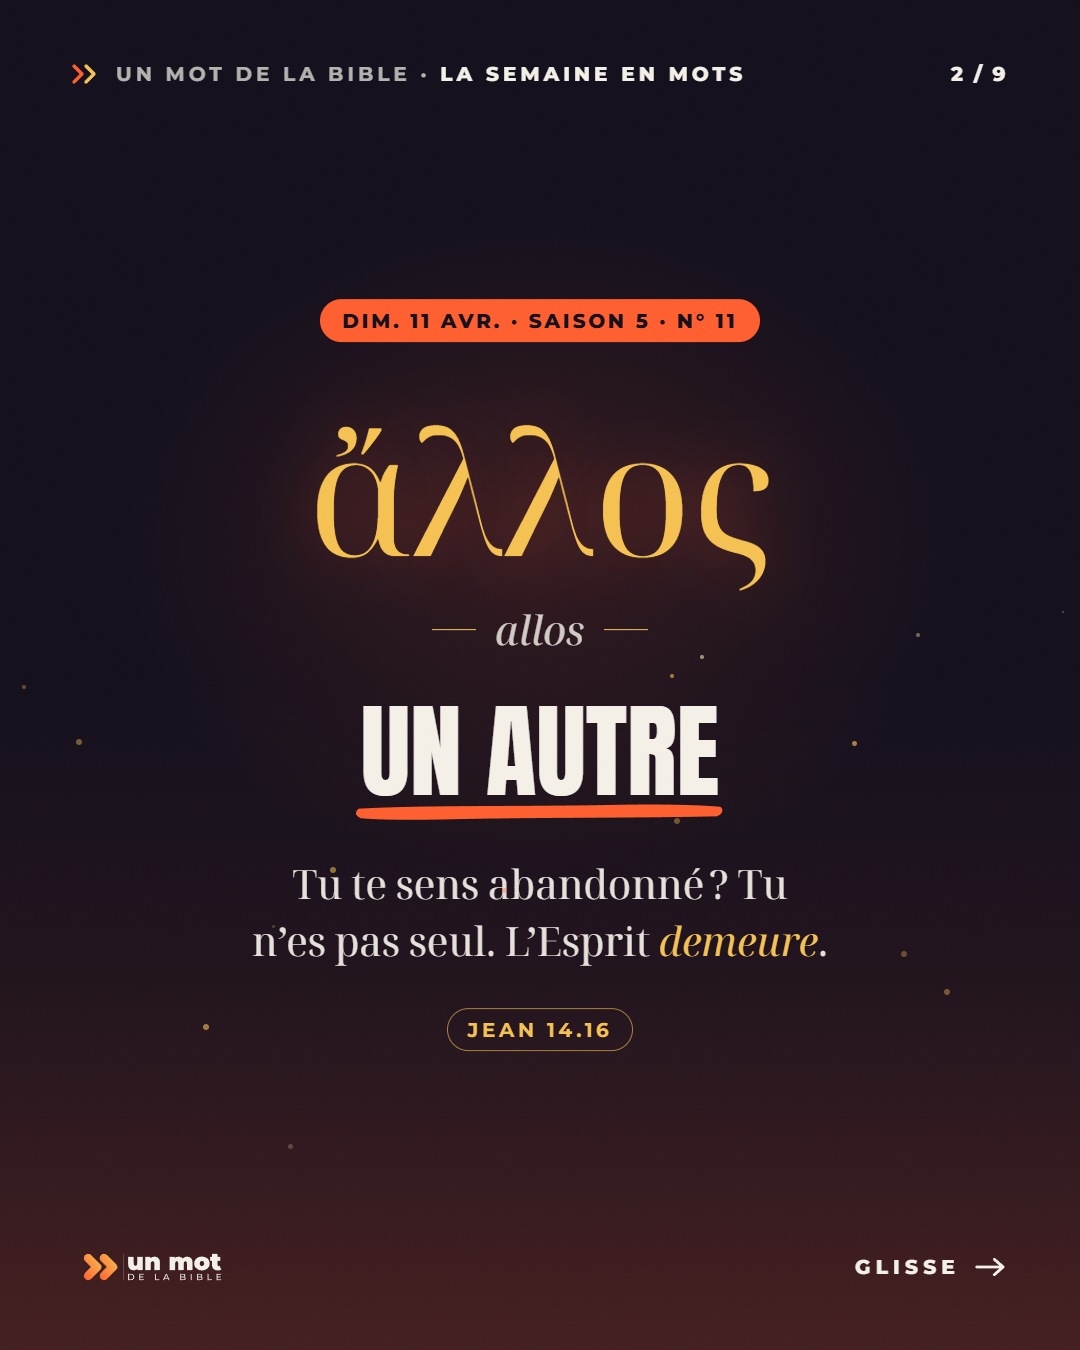 UN MOT DE LA BIBLE · LA SEMAINE EN MOTS
2 / 9
DIM. 11 AVR. · SAISON 5 · N° 11
ἄλλος
allos
UN AUTRE
Tu te sens abandonné ? Tu
n’es pas seul. L’Esprit demeure.
JEAN 14.16
un mot
DE LA BIBLE
GLISSE →